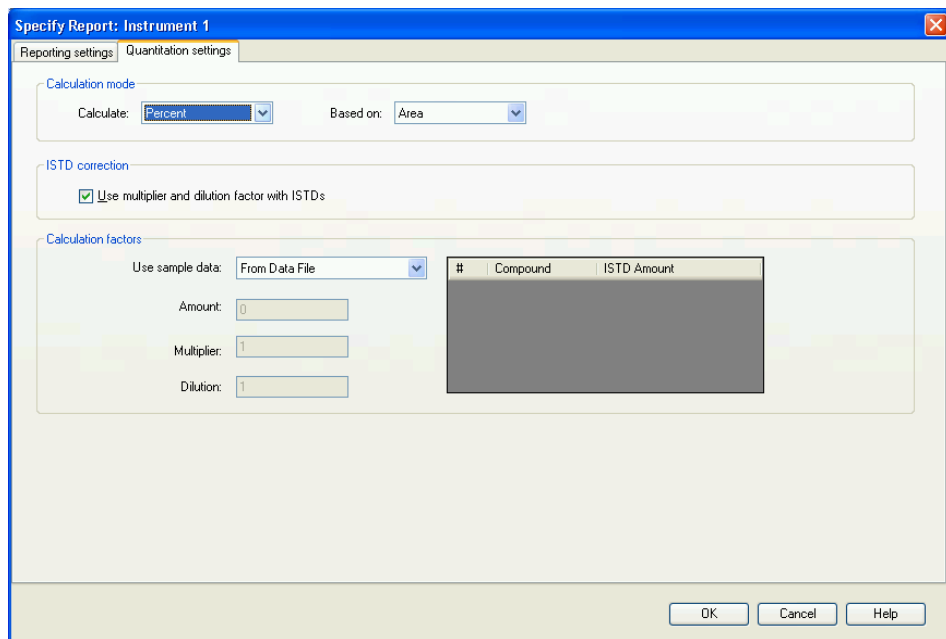 Specify Report: Instrument 1
Reporting settings Quantitation settings
Calculation mode
Calculate: Percent Based on: Area
ISTD correction
Use multiplier and dilution factor with ISTDs
Calculation factors
Use sample data: From Data File # Compound ISTD Amount
Amount: 0
Multiplier: 1
Dilution: 1
OK Cancel Help